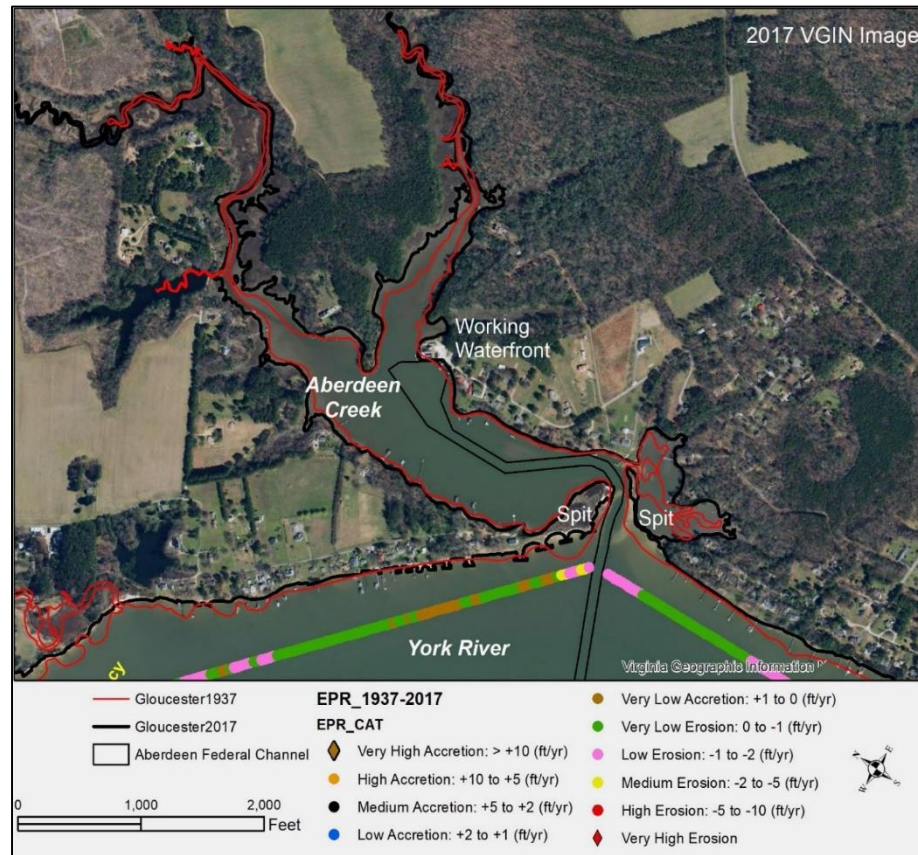 2017 VGIN Image
Working
Waterfront
Aberdeen
Creek
Spit
Spit
York River
cy
Virginia Geographic Information
Gloucester1937
Gloucester2017
Aberdeen Federal Channel
0 1,000 2,000
Feet
EPR_1937-2017
EPR_CAT
Very High Accretion: > +10 (ft/yr)
High Accretion: +10 to +5 (ft/yr)
Medium Accretion: +5 to +2 (ft/yr)
Low Accretion: +2 to +1 (ft/yr)
Very Low Accretion: +1 to 0 (ft/yr)
Very Low Erosion: 0 to -1 (ft/yr)
Low Erosion: -1 to -2 (ft/yr)
Medium Erosion: -2 to -5 (ft/yr)
High Erosion: -5 to -10 (ft/yr)
Very High Erosion
N
E
S
W